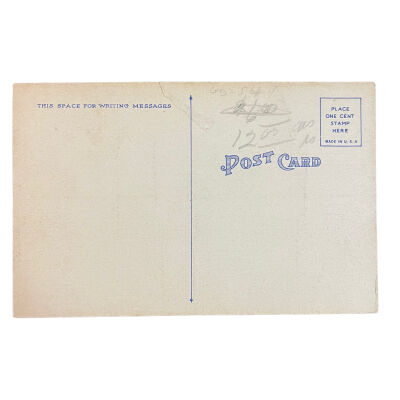 THIS SPACE FOR WRITING MESSAGES
PLACE
ONE CENT
STAMP
HERE
MADE IN U.S.A
12.00
POST CARD